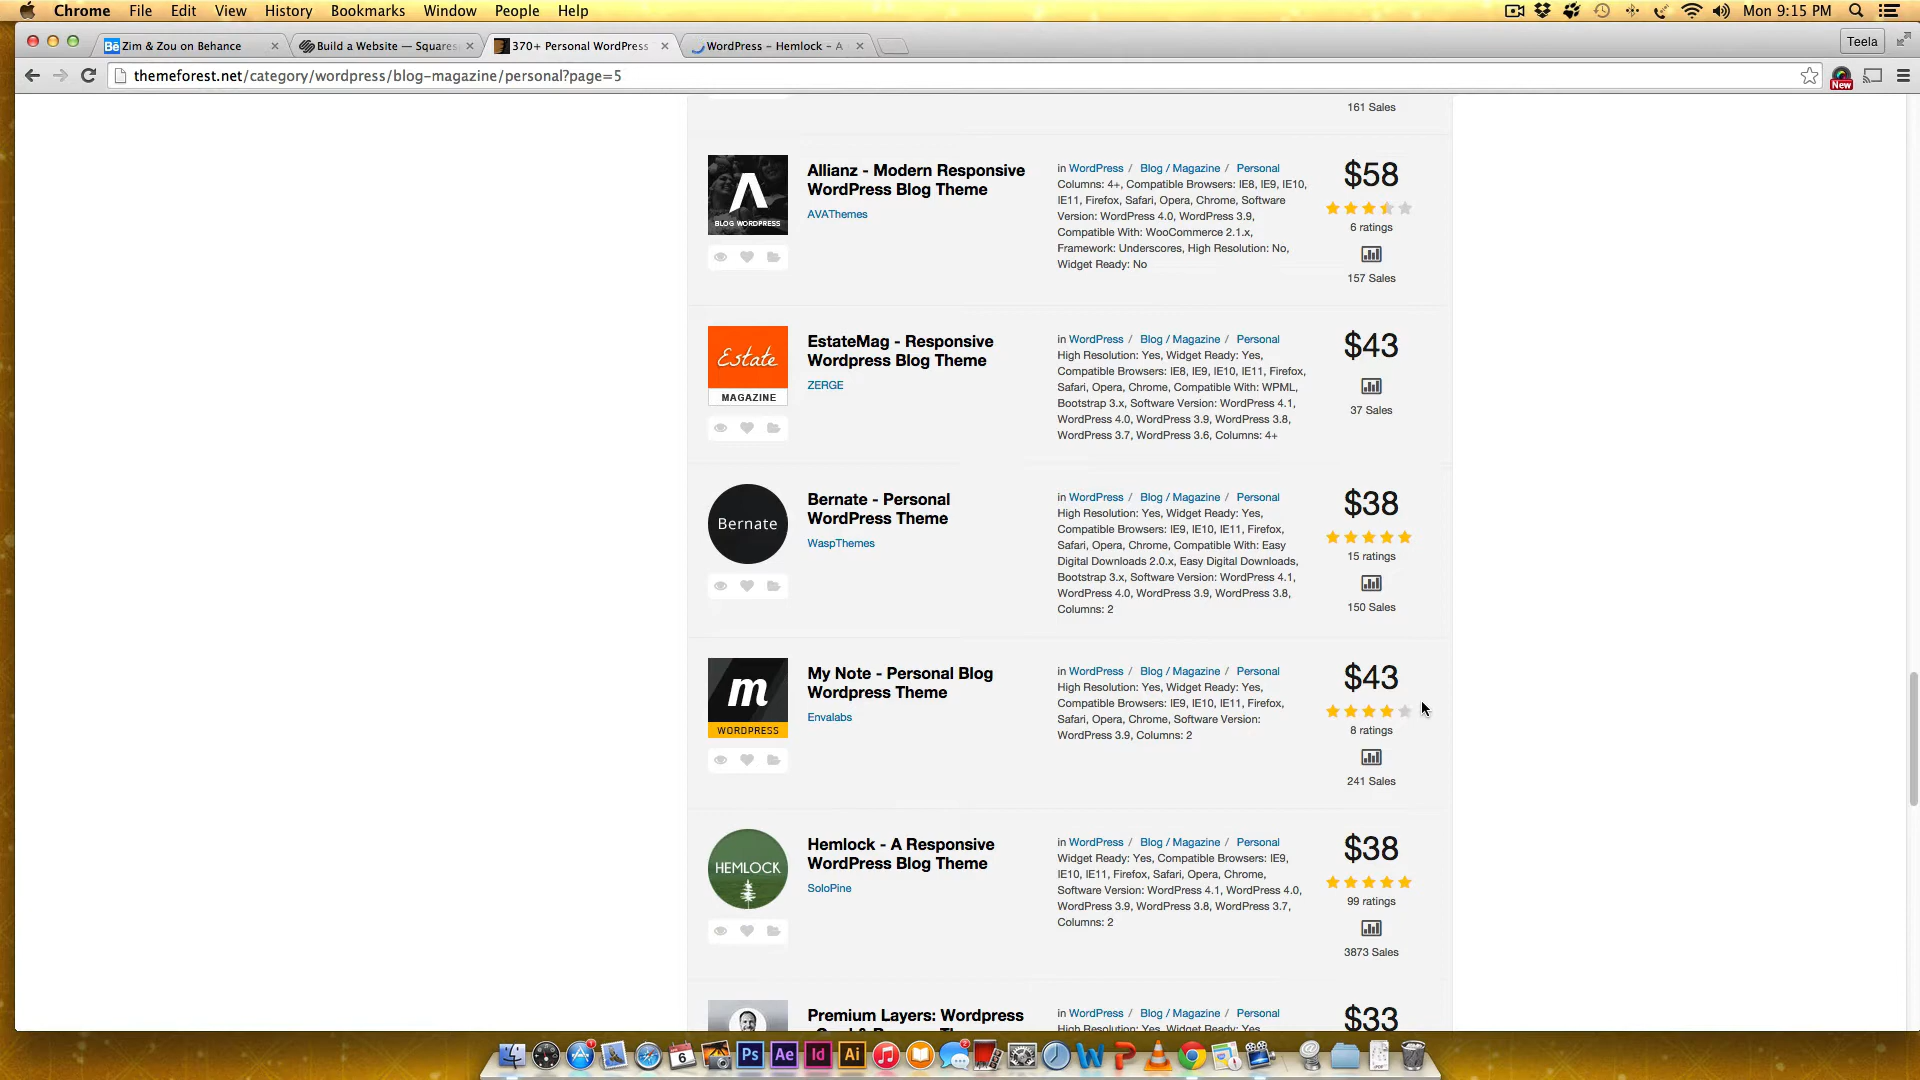 Chrome File Edit View History Bookmarks Window People Help Mon 9:15 PM
Bē Zim & Zou on Behance Build a Website — Squares 370+ Personal WordPress WordPress - Hemlock - A Teela
themeforest.net/category/wordpress/blog-magazine/personal?page=5 New
161 Sales
BLOG WORDPRESS
Allianz - Modern Responsive
WordPress Blog Theme
AVAThemes
in WordPress / Blog / Magazine / Personal
Columns: 4+, Compatible Browsers: IE8, IE9, IE10,
IE11, Firefox, Safari, Opera, Chrome, Software
Version: WordPress 4.0, WordPress 3.9,
Compatible With: WooCommerce 2.1.x,
Framework: Underscores, High Resolution: No,
Widget Ready: No
$58
6 ratings
157 Sales
Estate
MAGAZINE
EstateMag - Responsive
Wordpress Blog Theme
ZERGE
in WordPress / Blog / Magazine / Personal
High Resolution: Yes, Widget Ready: Yes,
Compatible Browsers: IE8, IE9, IE10, IE11, Firefox,
Safari, Opera, Chrome, Compatible With: WPML,
Bootstrap 3.x, Software Version: WordPress 4.1,
WordPress 4.0, WordPress 3.9, WordPress 3.8,
WordPress 3.7, WordPress 3.6, Columns: 4+
$43
37 Sales
Bernate
Bernate - Personal
WordPress Theme
WaspThemes
in WordPress / Blog / Magazine / Personal
High Resolution: Yes, Widget Ready: Yes,
Compatible Browsers: IE9, IE10, IE11, Firefox,
Safari, Opera, Chrome, Compatible With: Easy
Digital Downloads 2.0.x, Easy Digital Downloads,
Bootstrap 3.x, Software Version: WordPress 4.1,
WordPress 4.0, WordPress 3.9, WordPress 3.8,
Columns: 2
$38
15 ratings
150 Sales
m
WORDPRESS
My Note - Personal Blog
Wordpress Theme
Envalabs
in WordPress / Blog / Magazine / Personal
High Resolution: Yes, Widget Ready: Yes,
Compatible Browsers: IE9, IE10, IE11, Firefox,
Safari, Opera, Chrome, Software Version:
WordPress 3.9, Columns: 2
$43
8 ratings
241 Sales
HEMLOCK
Hemlock - A Responsive
WordPress Blog Theme
SoloPine
in WordPress / Blog / Magazine / Personal
Widget Ready: Yes, Compatible Browsers: IE9,
IE10, IE11, Firefox, Safari, Opera, Chrome,
Software Version: WordPress 4.1, WordPress 4.0,
WordPress 3.9, WordPress 3.8, WordPress 3.7,
Columns: 2
$38
99 ratings
3873 Sales
Premium Layers: Wordpress
in WordPress / Blog / Magazine / Personal
High Resolution: Yes, Widget Ready: Yes
$33
6 Ps Ae Id Ai W P